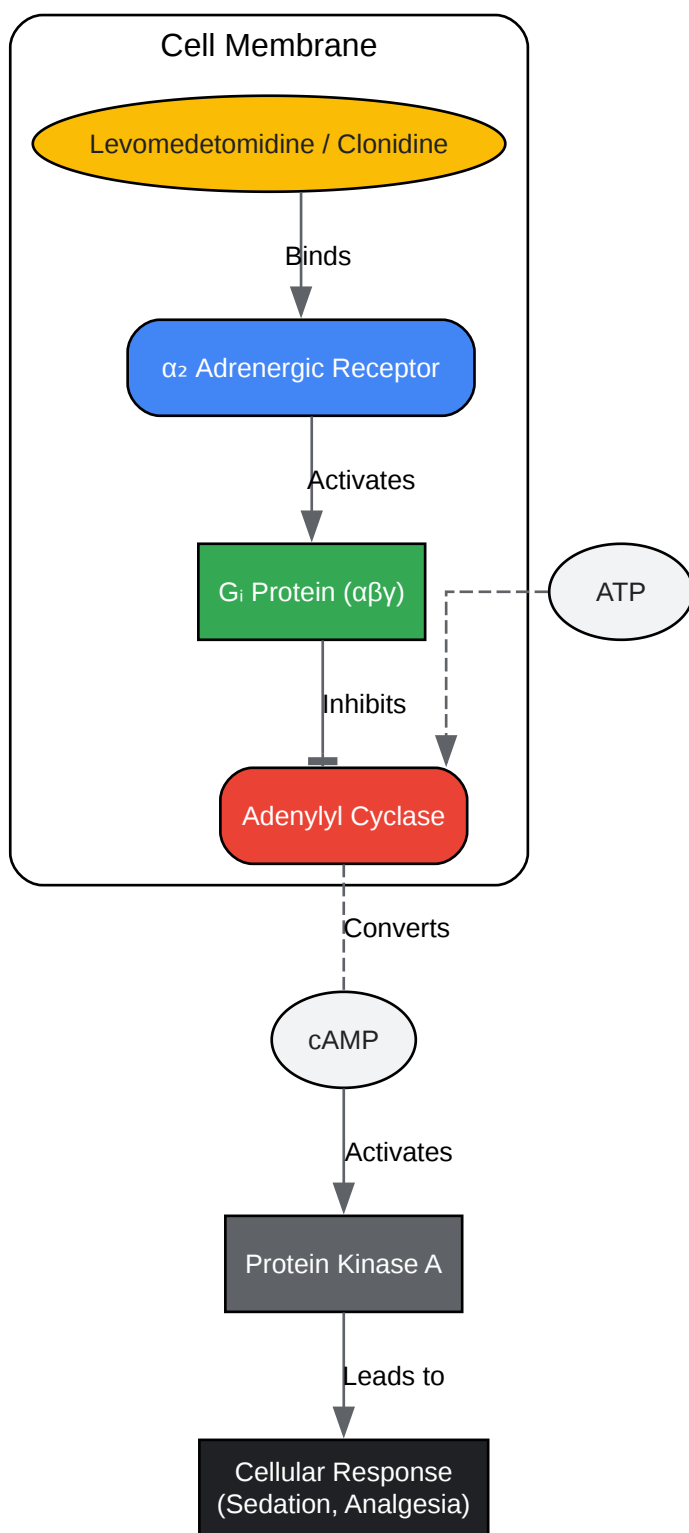 Cell Membrane
Levomedetomidine / Clonidine
Binds
α₂ Adrenergic Receptor
Activates
Gᵢ Protein (αβγ)
ATP
Inhibits
Adenylyl Cyclase
Converts
cAMP
Activates
Protein Kinase A
Leads to
Cellular Response
(Sedation, Analgesia)